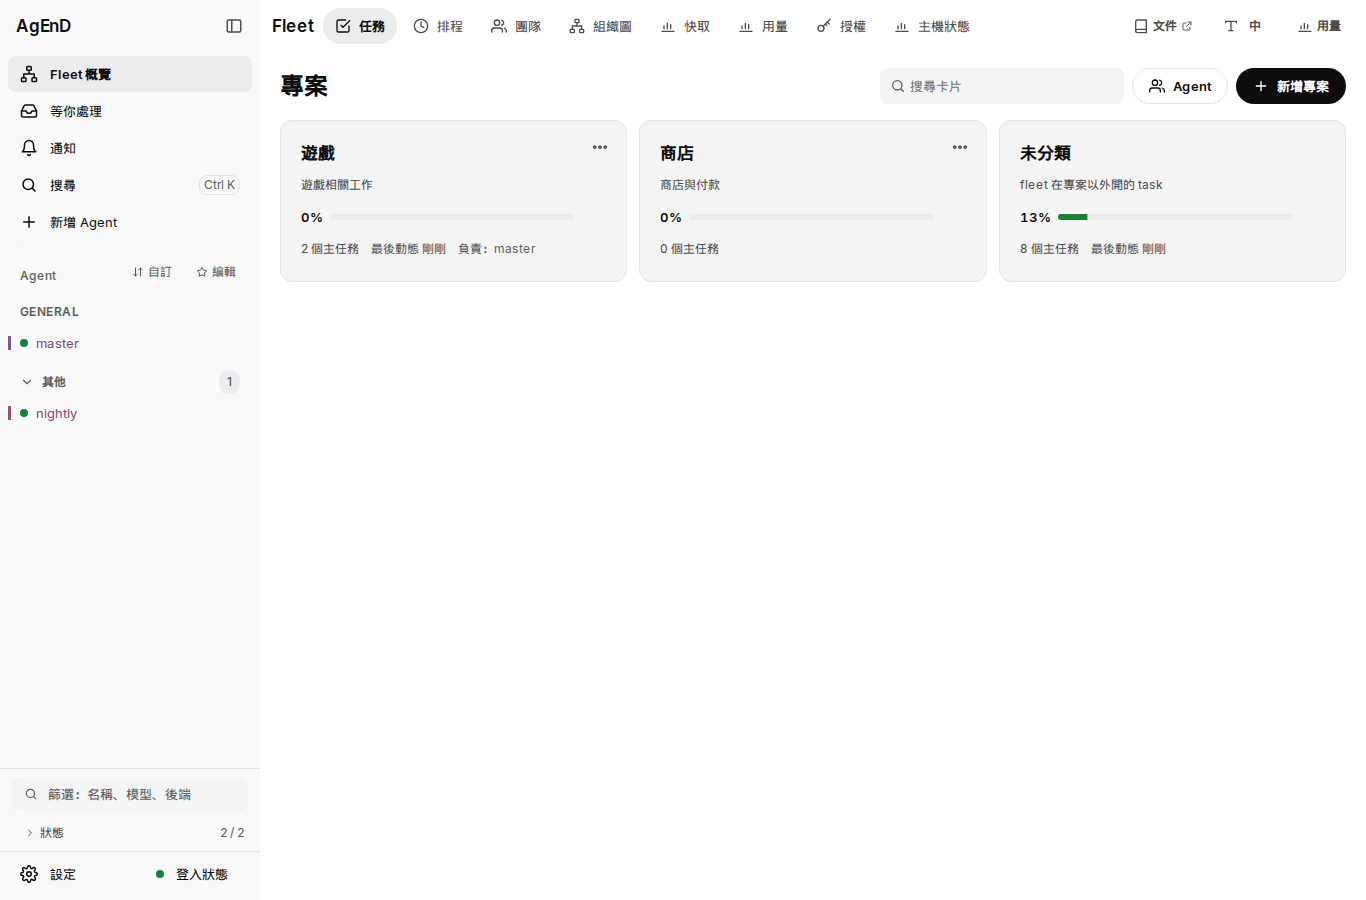 AgEnD
Fleet 概覽
等你處理
通知
搜尋 Ctrl K
新增 Agent
Agent 自訂 編輯
GENERAL
master
其他 1
nightly
篩選：名稱、模型、後端
狀態 2 / 2
設定 登入狀態
Fleet 任務 排程 團隊 組織圖 快取 用量 授權 主機狀態 文件 中 用量
專案 搜尋卡片 Agent 新增專案
遊戲
遊戲相關工作
0%
2 個主任務 最後動態 剛剛 負責：master
商店
商店與付款
0%
0 個主任務
未分類
fleet 在專案以外開的 task
13%
8 個主任務 最後動態 剛剛